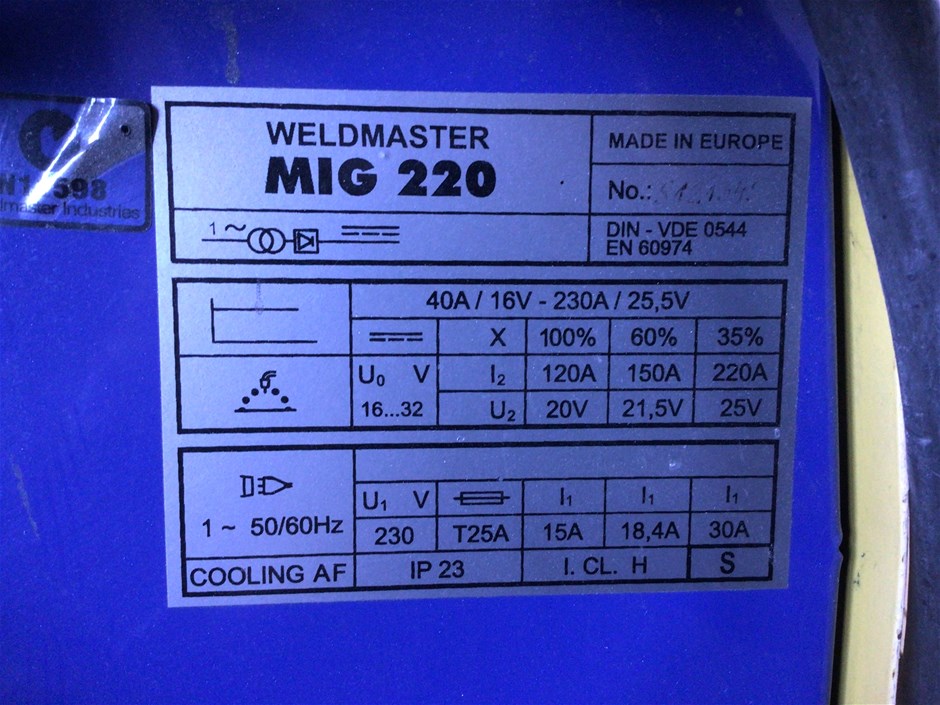 WELDMASTER
MIG 220
MADE IN EUROPE
No.:
1 ~
DIN - VDE 0544
EN 60974
Industries
40A / 16V - 230A / 25,5V
X 100% 60% 35%
U₀ V I₂ 120A 150A 220A
16...32 U₂ 20V 21,5V 25V
U₁ V I₁ I₁ I₁
1 ~ 50/60Hz 230 T25A 15A 18,4A 30A
COOLING AF IP 23 I. CL. H S